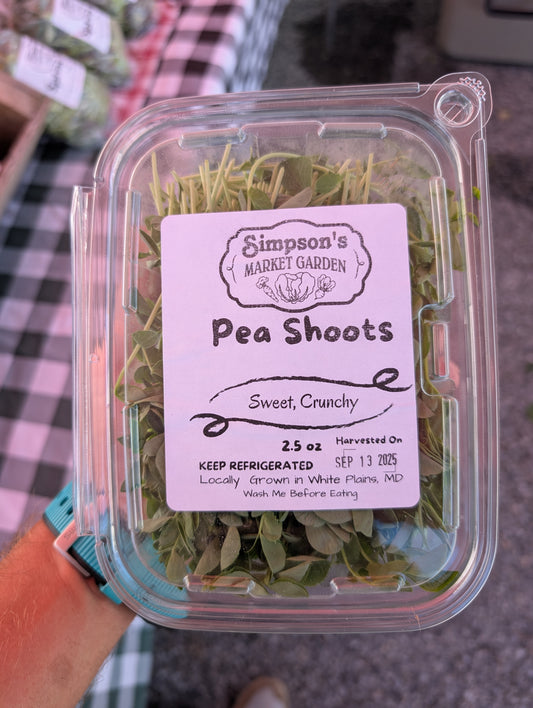 Simpson's
MARKET GARDEN
Pea Shoots
Sweet, Crunchy
2.5 oz
Harvested On
KEEP REFRIGERATED
SEP 13 2025
Locally Grown in White Plains, MD
Wash Me Before Eating